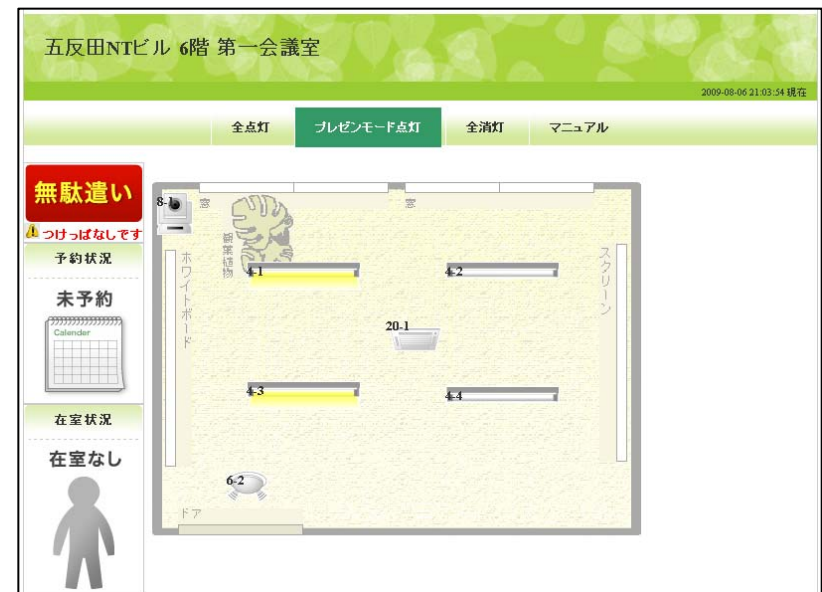 五反田NTビル 6階 第一会議室
2009-08-06 21:03:54 現在
全点灯 プレゼンモード点灯 全消灯 マニュアル
無駄遣い
つけっぱなしです
予約状況
未予約
Calender
在室状況
在室なし
8-1
窓
窓
観葉植物
ホワイトボード
スクリーン
4-1
4-2
20-1
4-3
4-4
6-2
ドア